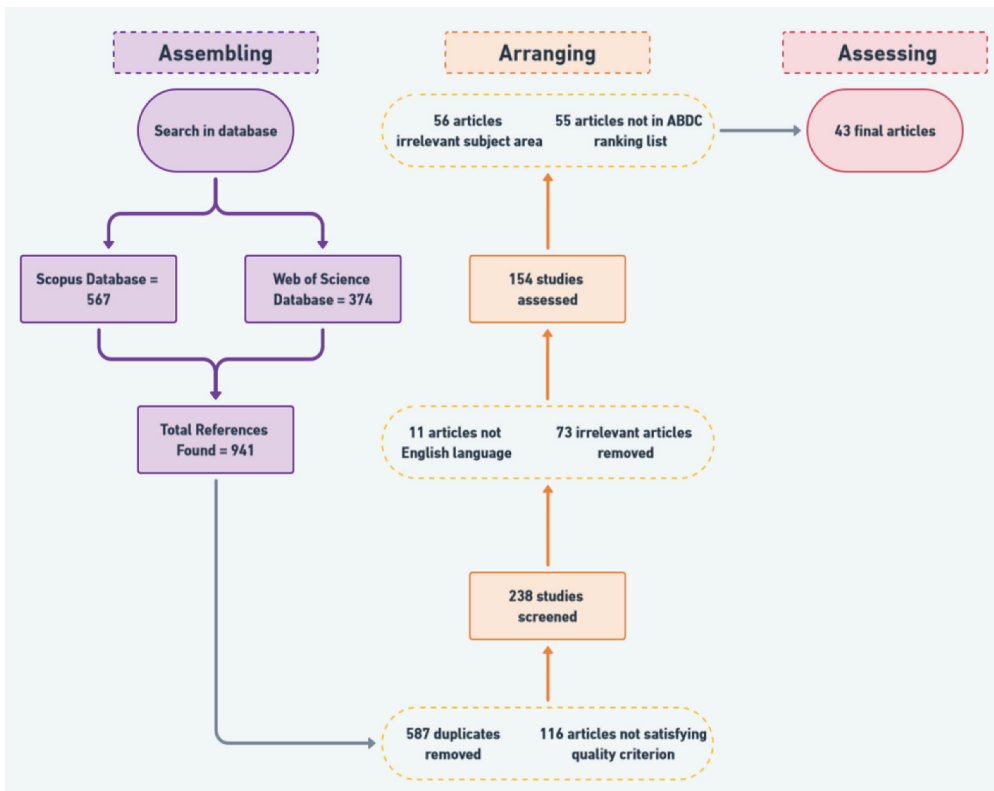 Assembling
Search in database
Scopus Database =
567
Web of Science
Database = 374
Total References
Found = 941
Arranging
56 articles
irrelevant subject area
55 articles not in ABDC
ranking list
154 studies
assessed
11 articles not
English language
73 irrelevant articles
removed
238 studies
screened
587 duplicates
removed
116 articles not satisfying
quality criterion
Assessing
43 final articles